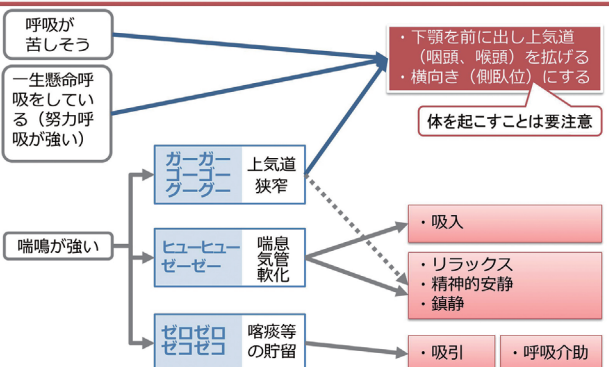 呼吸が
苦しそう
一生懸命呼
吸をしてい
る（努力呼
吸が強い）
喘鳴が強い
ガーガー
ゴーゴー
グーグー
上気道
狭窄
ヒューヒュー
ゼーゼー
喘息
気管
軟化
ゼロゼロ
ゼコゼコ
喀痰等
の貯留
・下顎を前に出し上気道
（咽頭、喉頭）を拡げる
・横向き（側臥位）にする
体を起こすことは要注意
・吸入
・リラックス
・精神的安静
・鎮静
・吸引
・呼吸介助